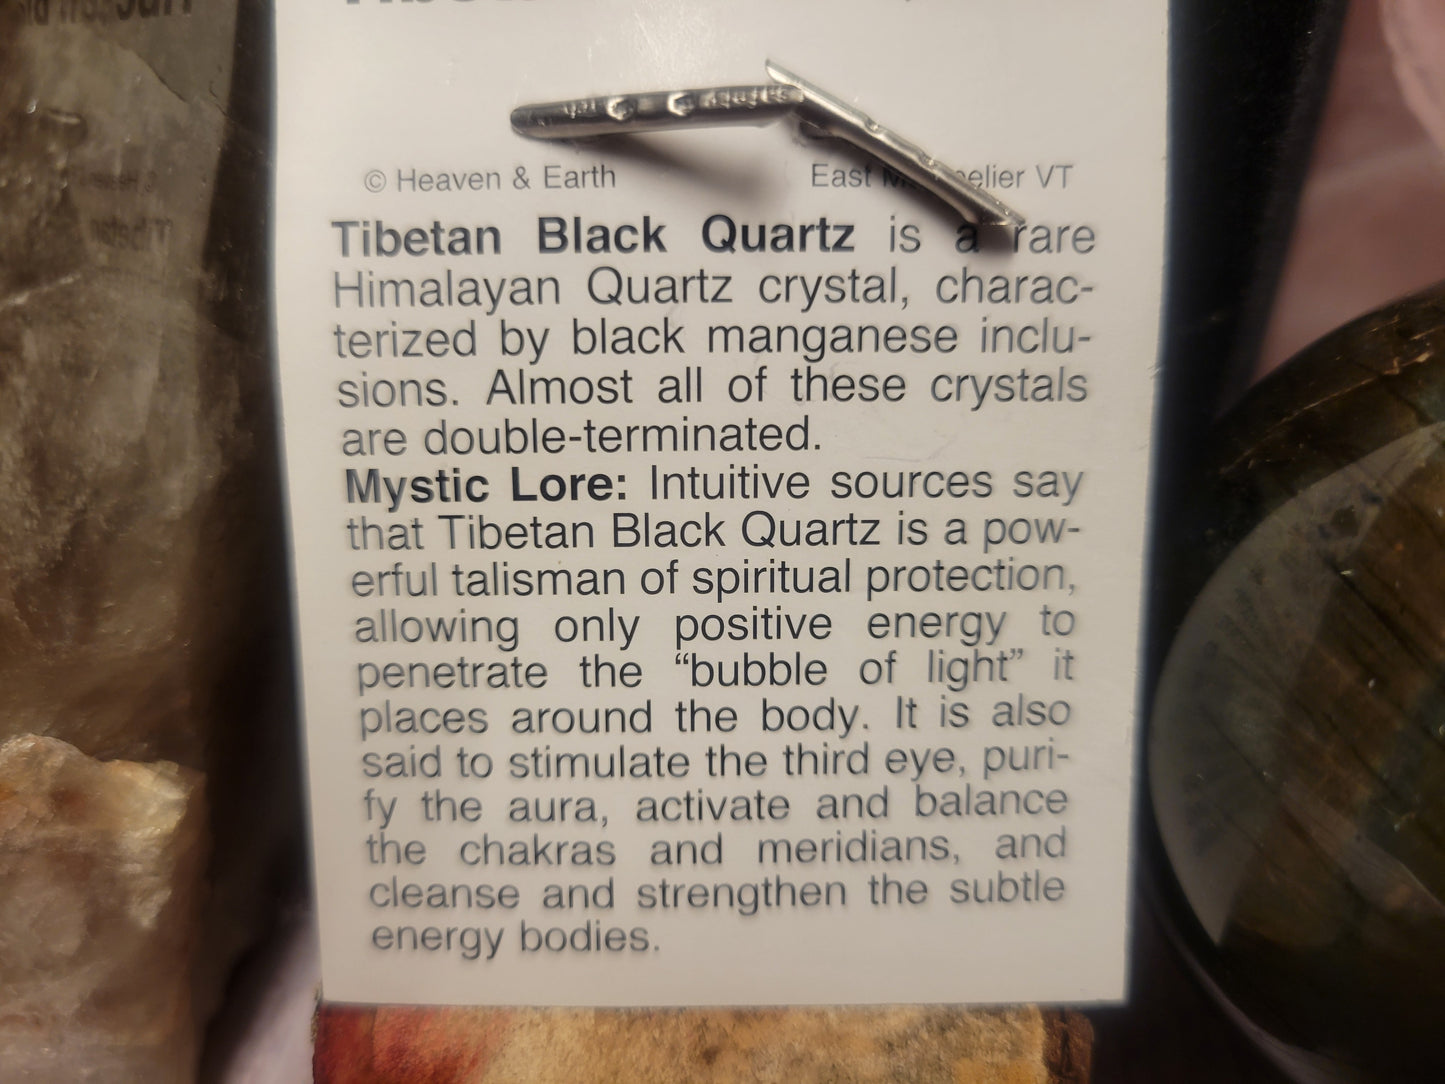 © Heaven & Earth East Montpelier VT
Tibetan Black Quartz is a rare
Himalayan Quartz crystal, charac-
terized by black manganese inclu-
sions. Almost all of these crystals
are double-terminated.
Mystic Lore: Intuitive sources say
that Tibetan Black Quartz is a pow-
erful talisman of spiritual protection,
allowing only positive energy to
penetrate the “bubble of light” it
places around the body. It is also
said to stimulate the third eye, puri-
fy the aura, activate and balance
the chakras and meridians, and
cleanse and strengthen the subtle
energy bodies.